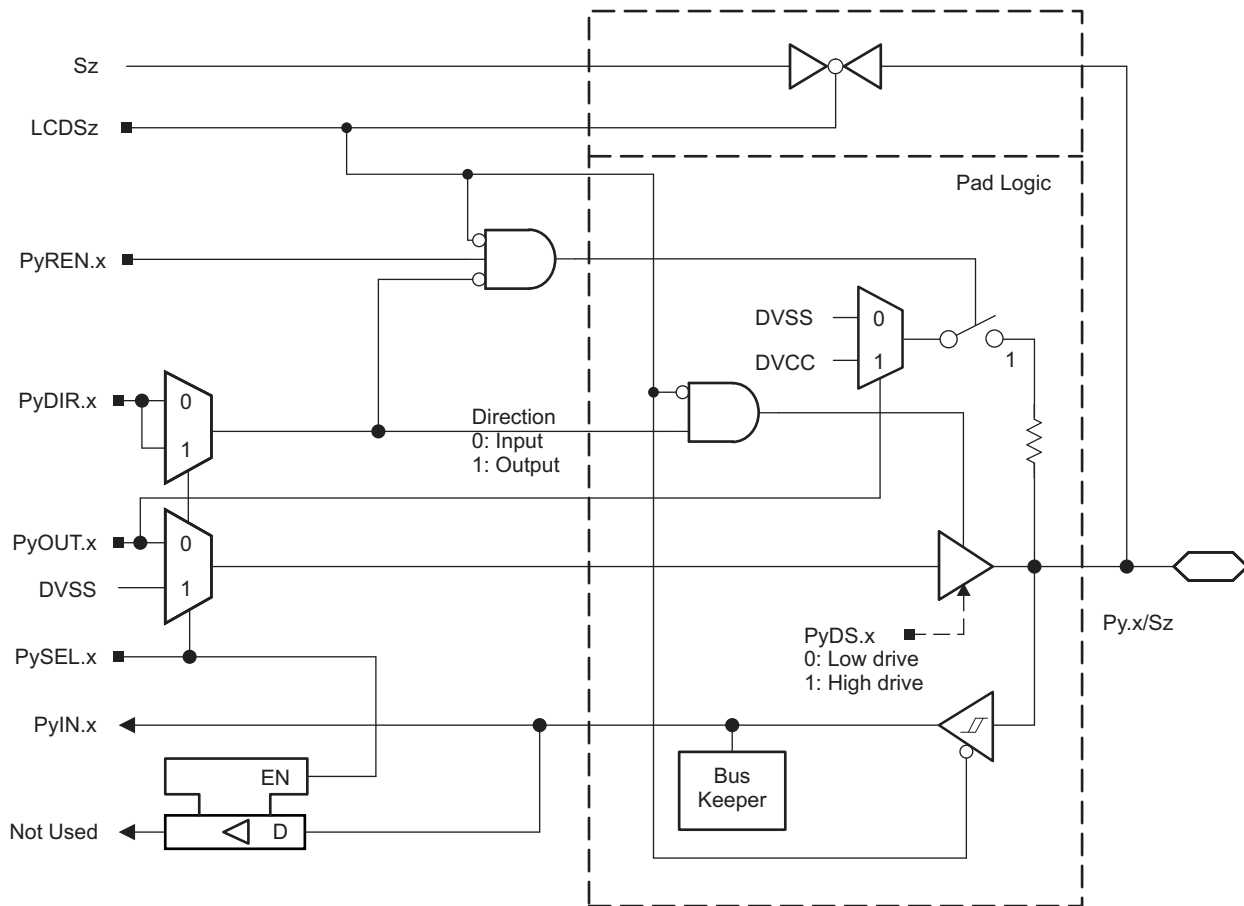 Sz
LCDSz
Pad Logic
PyREN.x
DVSS
0
DVCC
1
1
PyDIR.x
0
1
Direction
0: Input
1: Output
PyOUT.x
0
DVSS
1
PySEL.x
PyDS.x
0: Low drive
1: High drive
Py.x/Sz
PyIN.x
EN
Bus
Keeper
Not Used
D